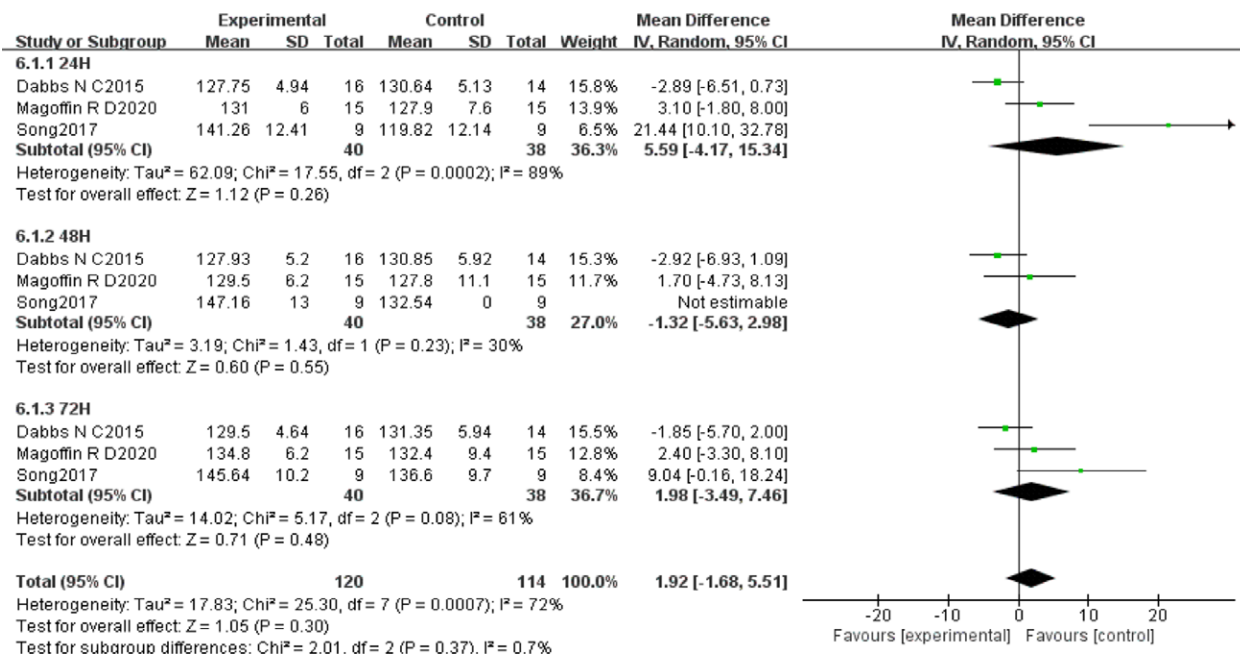 Experimental Control Mean Difference Mean Difference
Study or Subgroup Mean SD Total Mean SD Total Weight IV, Random, 95% CI IV, Random, 95% CI
6.1.1 24H
Dabbs N C2015 127.75 4.94 16 130.64 5.13 14 15.8% -2.89 [-6.51, 0.73]
Magoffin R D2020 131 6 15 127.9 7.6 15 13.9% 3.10 [-1.80, 8.00]
Song2017 141.26 12.41 9 119.82 12.14 9 6.5% 21.44 [10.10, 32.78]
Subtotal (95% CI) 40 38 36.3% 5.59 [-4.17, 15.34]
Heterogeneity: Tau² = 62.09; Chi² = 17.55, df = 2 (P = 0.0002); I² = 89%
Test for overall effect: Z = 1.12 (P = 0.26)
6.1.2 48H
Dabbs N C2015 127.93 5.2 16 130.85 5.92 14 15.3% -2.92 [-6.93, 1.09]
Magoffin R D2020 129.5 6.2 15 127.8 11.1 15 11.7% 1.70 [-4.73, 8.13]
Song2017 147.16 13 9 132.54 0 9 Not estimable
Subtotal (95% CI) 40 38 27.0% -1.32 [-5.63, 2.98]
Heterogeneity: Tau² = 3.19; Chi² = 1.43, df = 1 (P = 0.23); I² = 30%
Test for overall effect: Z = 0.60 (P = 0.55)
6.1.3 72H
Dabbs N C2015 129.5 4.64 16 131.35 5.94 14 15.5% -1.85 [-5.70, 2.00]
Magoffin R D2020 134.8 6.2 15 132.4 9.4 15 12.8% 2.40 [-3.30, 8.10]
Song2017 145.64 10.2 9 136.6 9.7 9 8.4% 9.04 [-0.16, 18.24]
Subtotal (95% CI) 40 38 36.7% 1.98 [-3.49, 7.46]
Heterogeneity: Tau² = 14.02; Chi² = 5.17, df = 2 (P = 0.08); I² = 61%
Test for overall effect: Z = 0.71 (P = 0.48)
Total (95% CI) 120 114 100.0% 1.92 [-1.68, 5.51]
Heterogeneity: Tau² = 17.83; Chi² = 25.30, df = 7 (P = 0.0007); I² = 72%
Test for overall effect: Z = 1.05 (P = 0.30)
Test for subgroup differences: Chi² = 2.01, df = 2 (P = 0.37), I² = 0.7%
-20 -10 0 10 20
Favours [experimental] Favours [control]